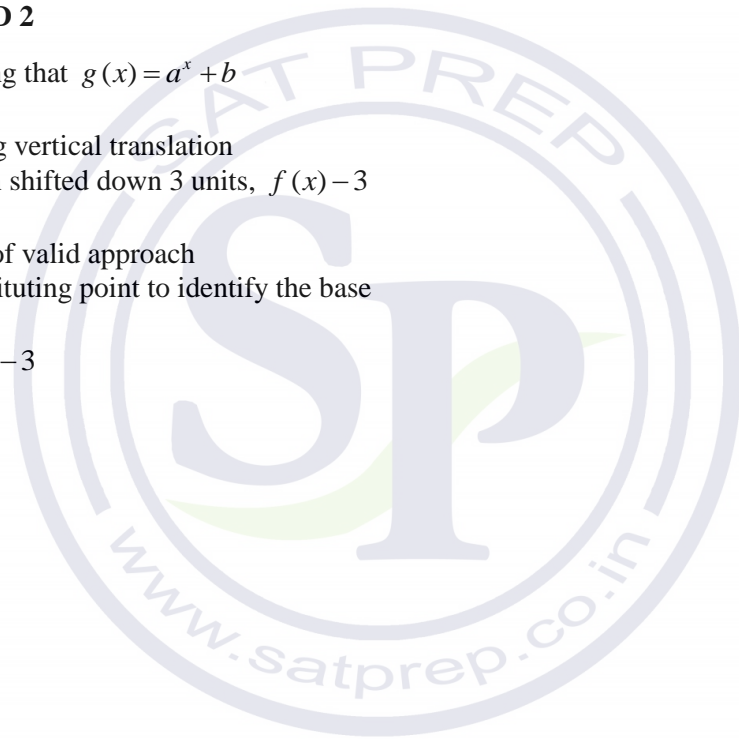 D 2
ng that g(x) = a^x + b
g vertical translation
shifted down 3 units, f(x) − 3
of valid approach
ituting point to identify the base
− 3
SAT PREP
SP
www.satprep.co.in